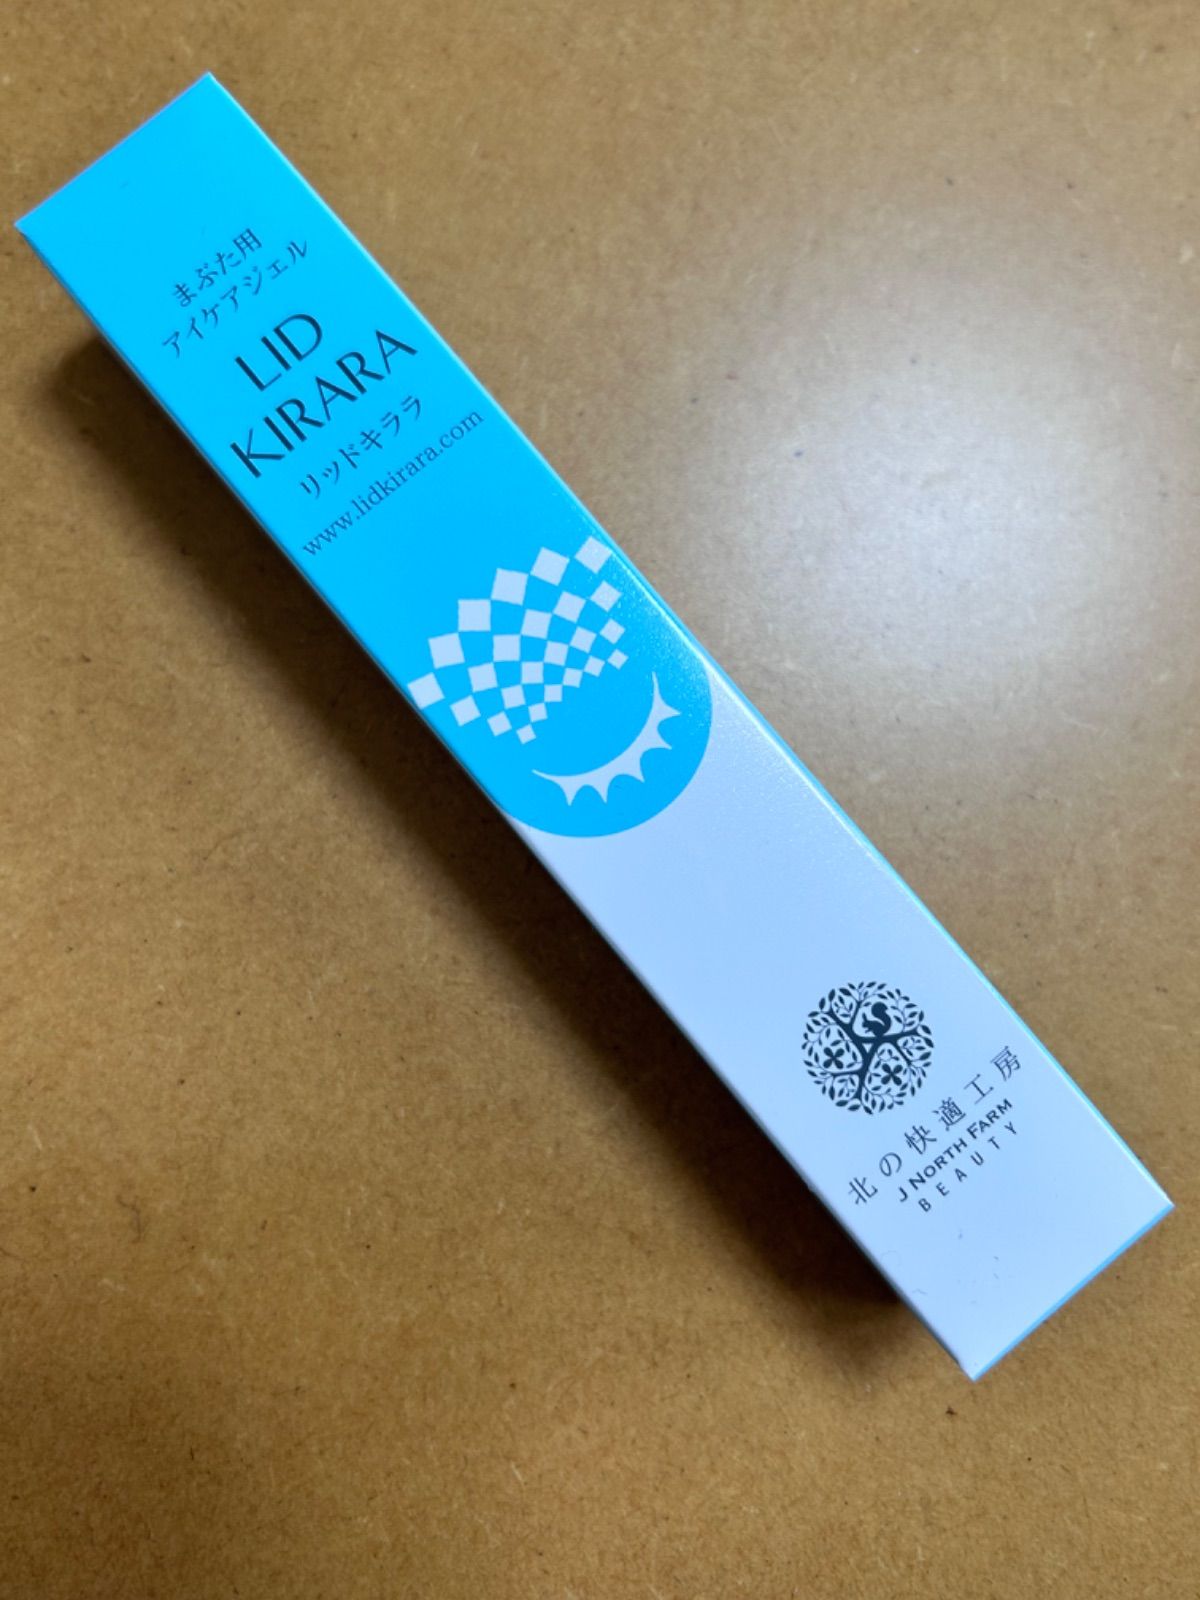 まぶた用
アイケアジェル
LID
KIRARA
リッドキララ
www.lidkirara.com
北の快適工房
J NORTH FARM
BEAUTY